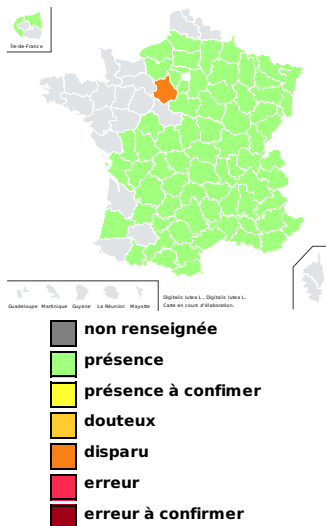 Île-de-France
Guadeloupe Martinique Guyane La Réunion Mayotte
Digitalis lutea L., Digitalis lutea L.
Carte en cours d'élaboration.
non renseignée
présence
présence à confimer
douteux
disparu
erreur
erreur à confirmer